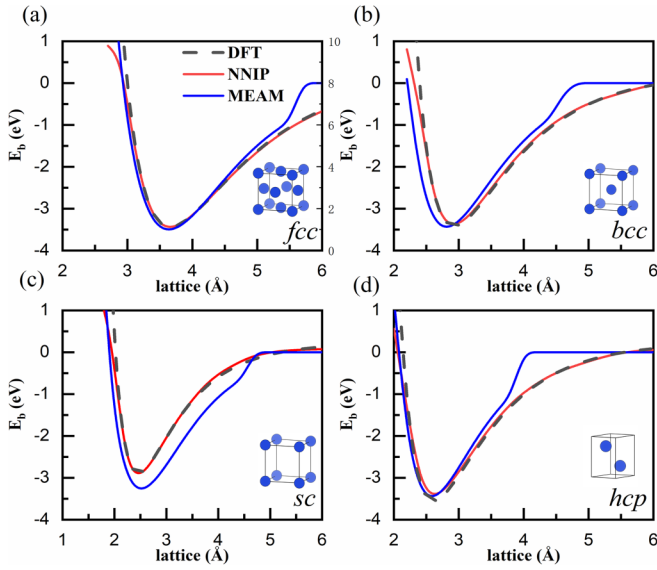 (a)
1
0
-1
-2
-3
-4
E_b (eV)
DFT
NNIP
MEAM
10
8
6
4
2
0
fcc
2 3 4 5 6
lattice (Å)
(b)
1
0
-1
-2
-3
-4
E_b (eV)
bcc
2 3 4 5 6
lattice (Å)
(c)
1
0
-1
-2
-3
-4
E_b (eV)
sc
1 2 3 4 5 6
lattice (Å)
(d)
1
0
-1
-2
-3
-4
E_b (eV)
hcp
2 3 4 5 6
lattice (Å)